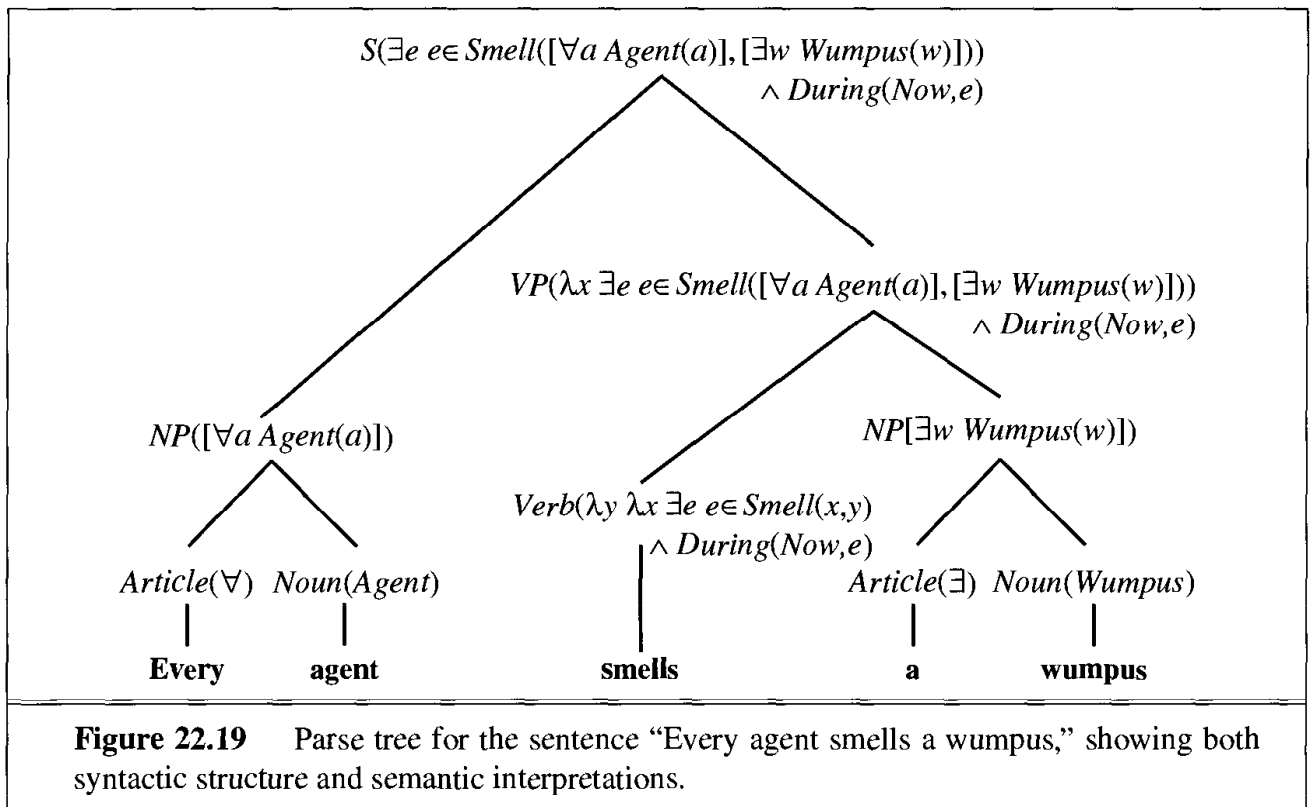 S(∃e e∈Smell([∀a Agent(a)],[∃w Wumpus(w)]))
∧ During(Now,e)
VP(λx ∃e e∈Smell([∀a Agent(a)],[∃w Wumpus(w)]))
∧ During(Now,e)
NP([∀a Agent(a)])
NP[∃w Wumpus(w)])
Verb(λy λx ∃e e∈Smell(x,y)
∧ During(Now,e)
Article(∀) Noun(Agent) Article(∃) Noun(Wumpus)
Every agent smells a wumpus
Figure 22.19 Parse tree for the sentence “Every agent smells a wumpus,” showing both
syntactic structure and semantic interpretations.